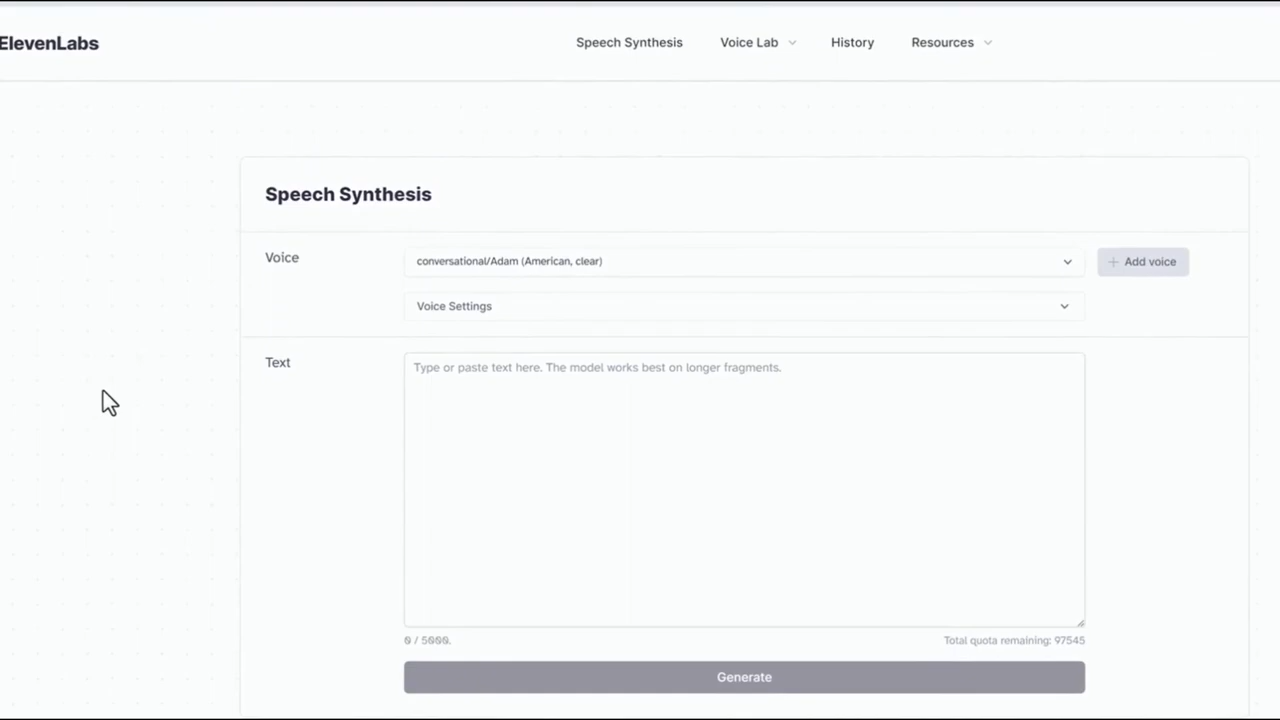 ElevenLabs
Speech Synthesis Voice Lab History Resources
Speech Synthesis
Voice
conversational/Adam (American, clear)
Add voice
Voice Settings
Text
Type or paste text here. The model works best on longer fragments.
0 / 5000.
Total quota remaining: 97545
Generate